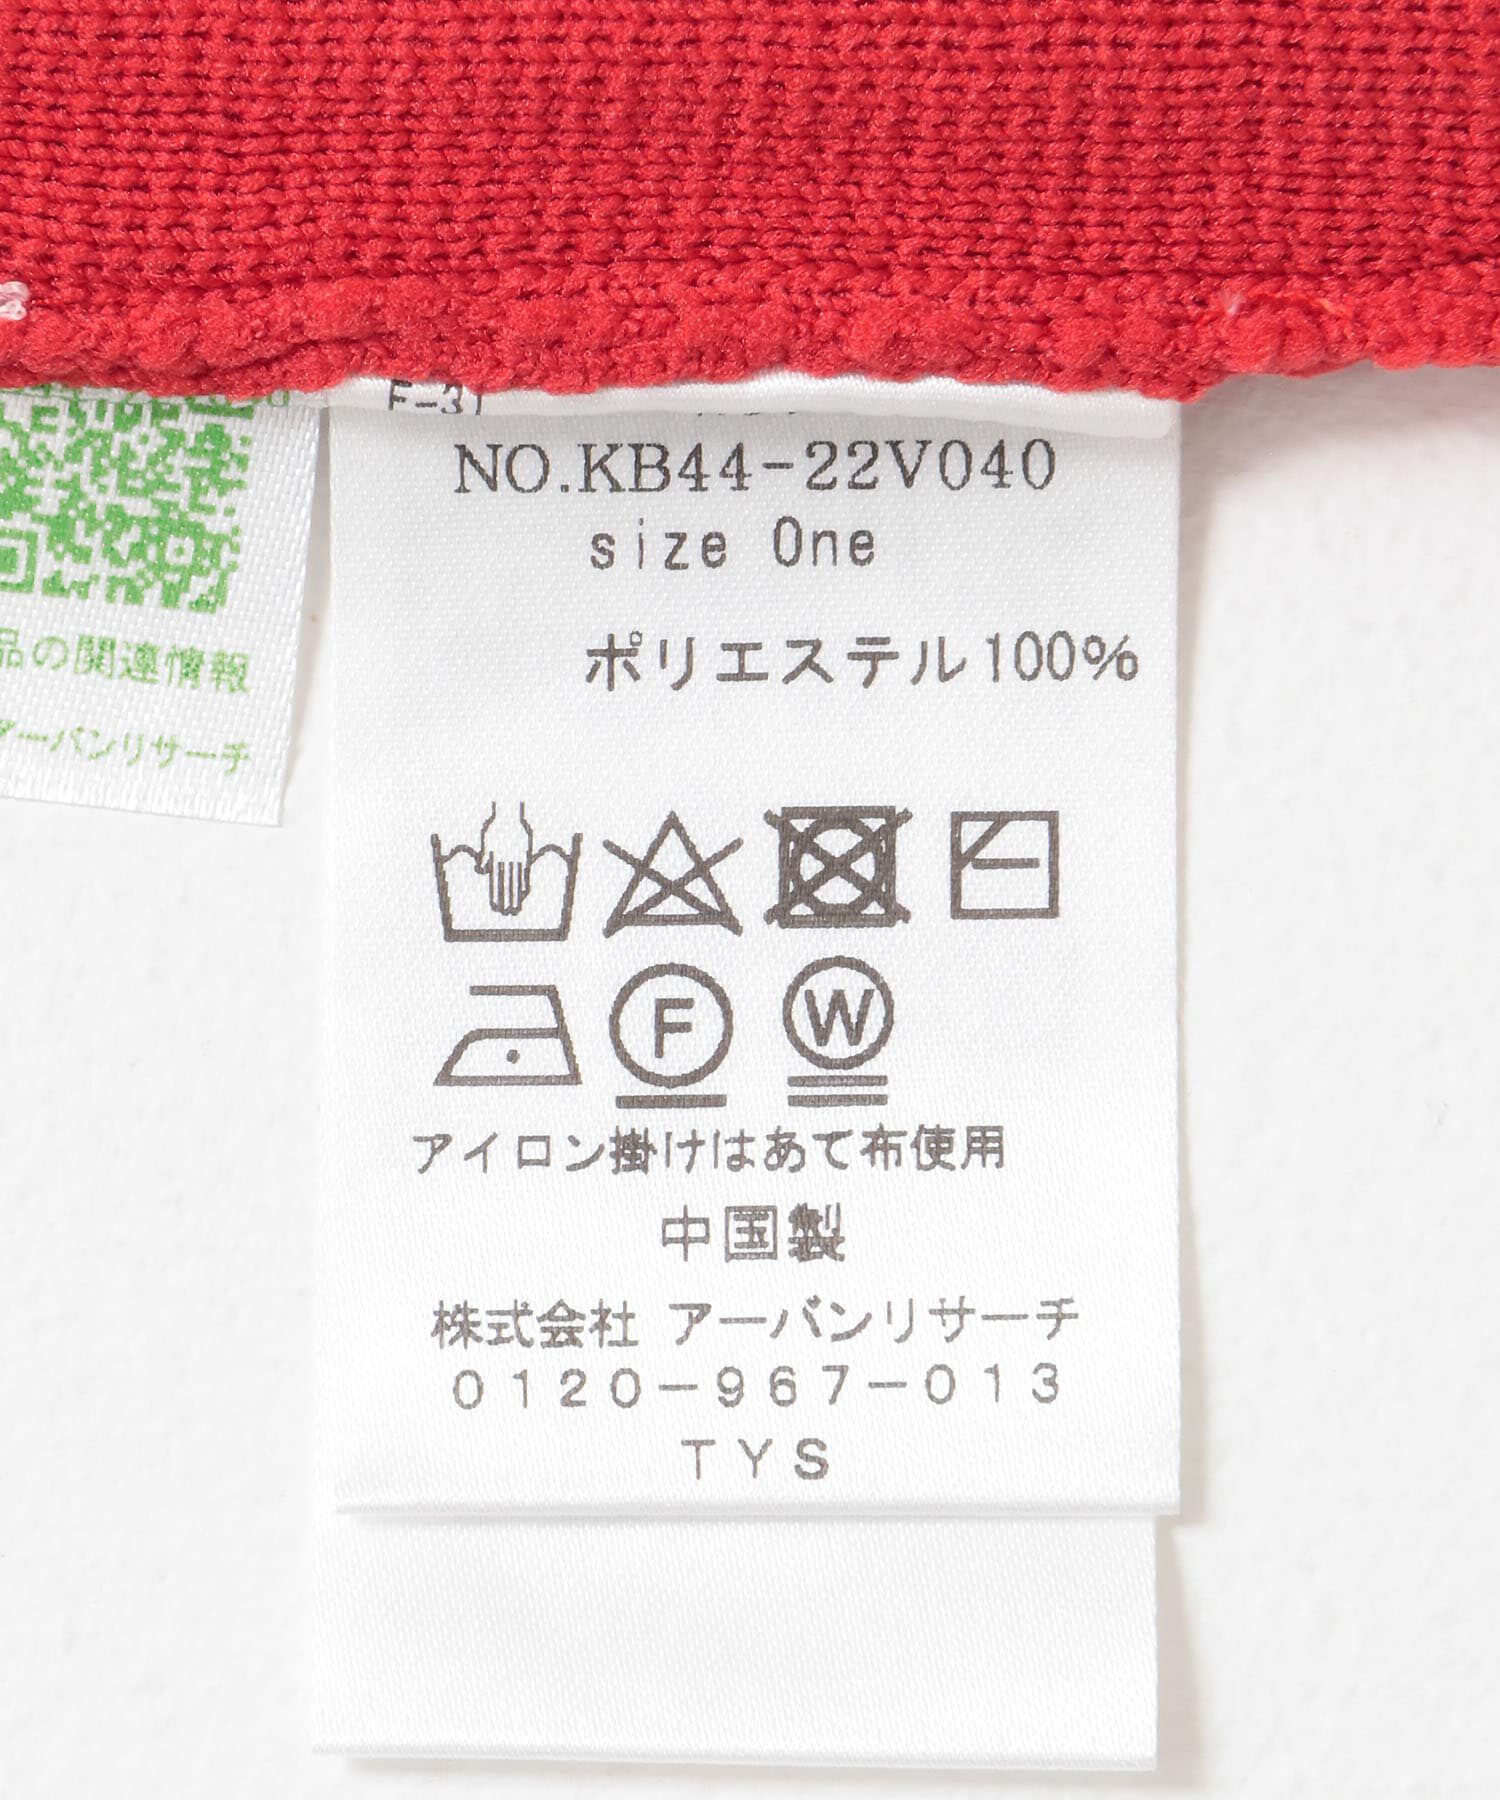 F-31
NO.KB44-22V040
size One
ポリエステル100%
F
W
アイロン掛けはあて布使用
中国製
株式会社 アーバンリサーチ
0120-967-013
TYS
品の関連情報
アーバンリサーチ